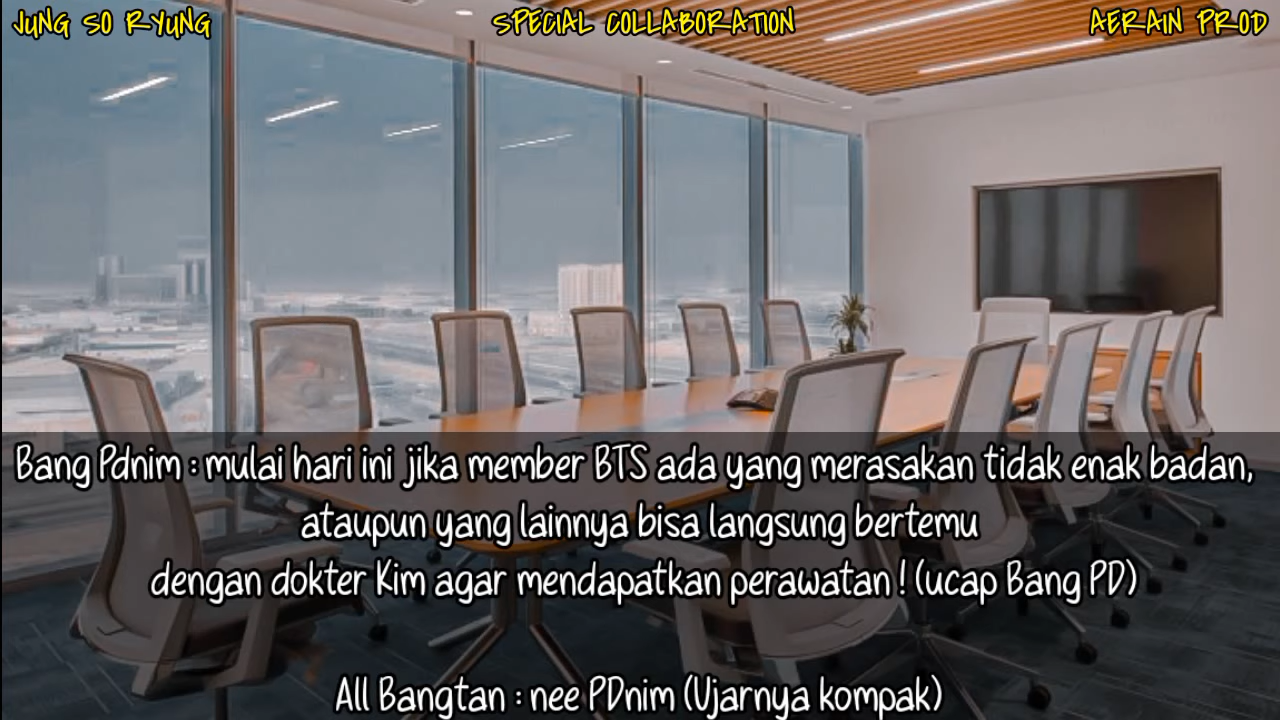 JUNG SO RYUNG
SPECIAL COLLABORATION
AERAIN PROD
Bang Pdnim : mulai hari ini jika member BTS ada yang merasakan tidak enak badan,
ataupun yang lainnya bisa langsung bertemu
dengan dokter Kim agar mendapatkan perawatan ! (ucap Bang PD)
All Bangtan : nee PDnim (Ujarnya kompak)